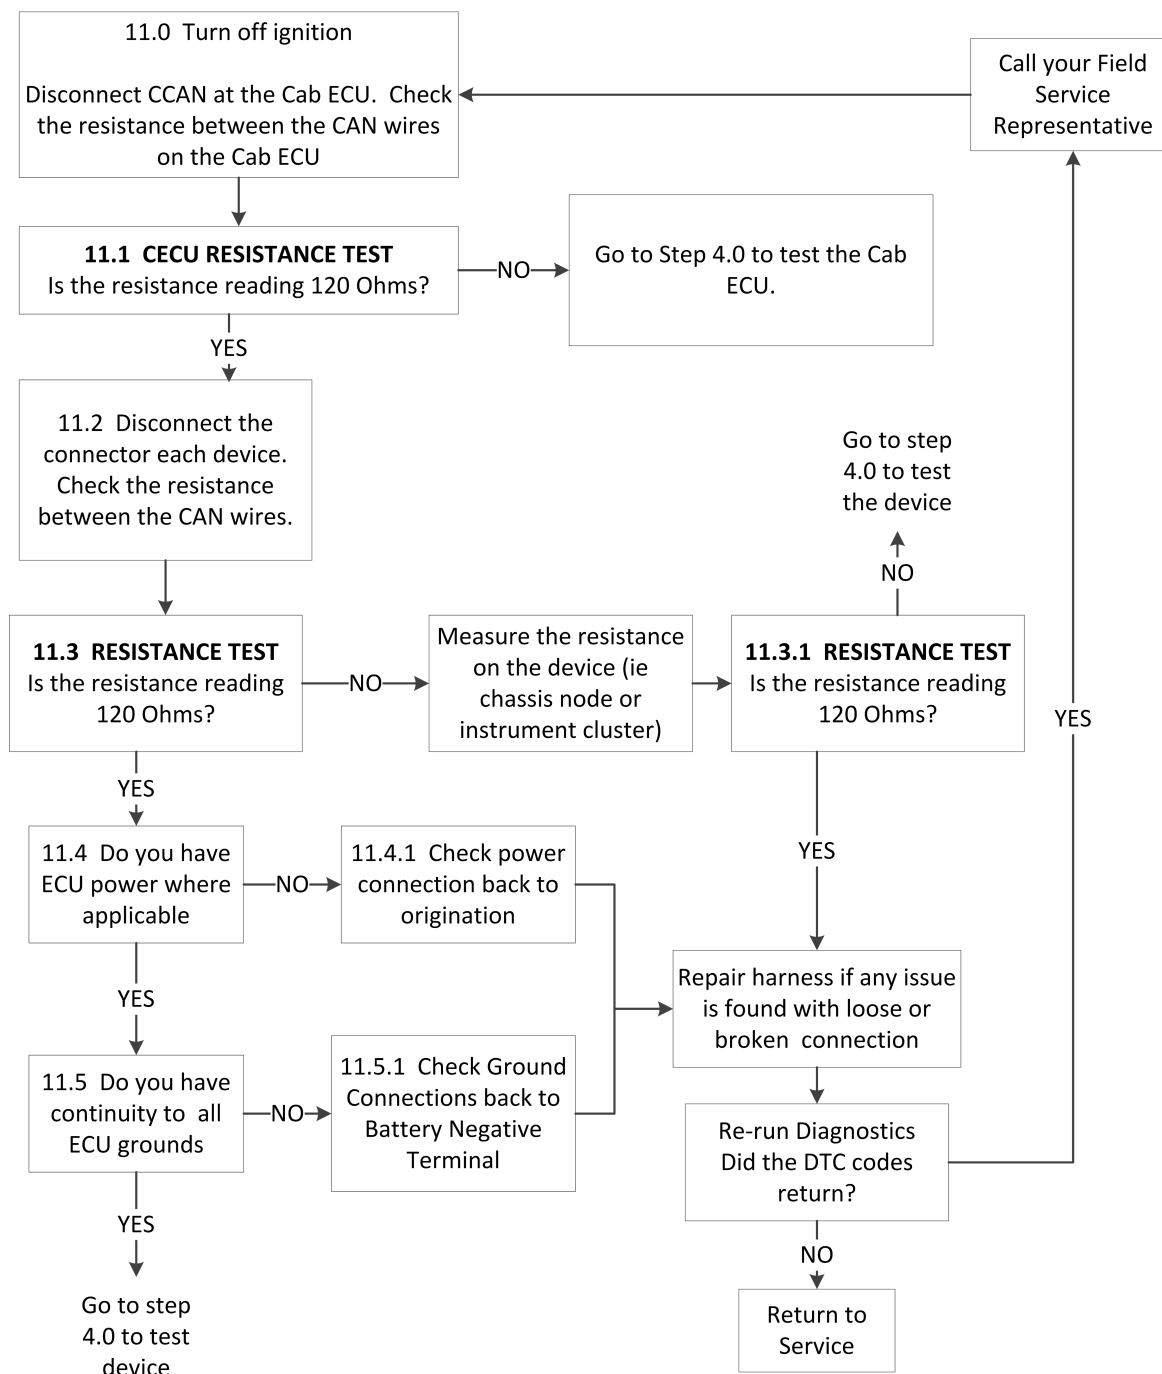 11.0 Turn off ignition
Disconnect CCAN at the Cab ECU. Check
the resistance between the CAN wires
on the Cab ECU
Call your Field
Service
Representative
11.1 CECU RESISTANCE TEST
Is the resistance reading 120 Ohms?
NO
Go to Step 4.0 to test the Cab
ECU.
YES
11.2 Disconnect the
connector each device.
Check the resistance
between the CAN wires.
Go to step
4.0 to test
the device
NO
11.3 RESISTANCE TEST
Is the resistance reading
120 Ohms?
NO
Measure the resistance
on the device (ie
chassis node or
instrument cluster)
11.3.1 RESISTANCE TEST
Is the resistance reading
120 Ohms?
YES
YES
YES
11.4 Do you have
ECU power where
applicable
NO
11.4.1 Check power
connection back to
origination
YES
Repair harness if any issue
is found with loose or
broken connection
11.5 Do you have
continuity to all
ECU grounds
NO
11.5.1 Check Ground
Connections back to
Battery Negative
Terminal
Re-run Diagnostics
Did the DTC codes
return?
YES
NO
Go to step
4.0 to test
device
Return to
Service